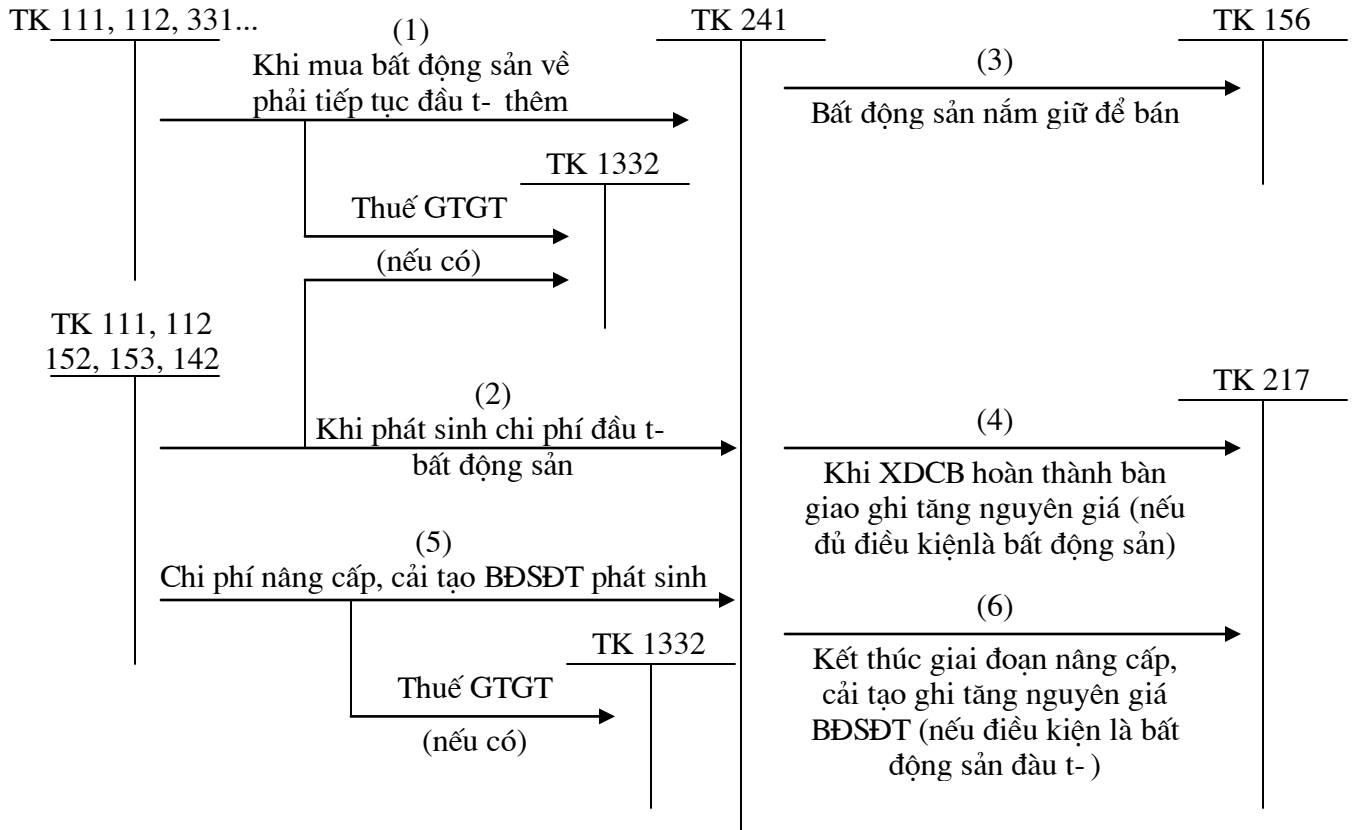 TK 111, 112, 331...
(1)
Khi mua bất động sản về
phải tiếp tục đầu t- thêm
TK 241
TK 156
(3)
Bất động sản nắm giữ để bán
TK 1332
Thuế GTGT
(nếu có)
TK 111, 112
152, 153, 142
(2)
Khi phát sinh chi phí đầu t-
bất động sản
TK 217
(4)
Khi XDCB hoàn thành bàn
giao ghi tăng nguyên giá (nếu
đủ điều kiệnlà bất động sản)
(5)
Chi phí nâng cấp, cải tạo BĐSĐT phát sinh
TK 1332
Thuế GTGT
(nếu có)
(6)
Kết thúc giai đoạn nâng cấp,
cải tạo ghi tăng nguyên giá
BĐSĐT (nếu điều kiện là bất
động sản đàu t- )